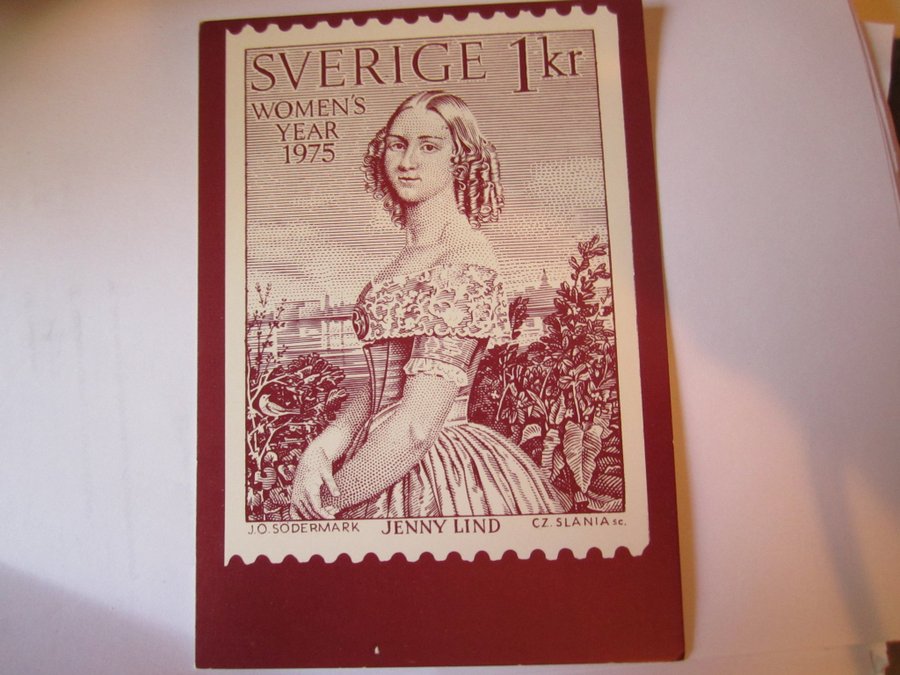 SVERIGE 1kr
WOMEN'S
YEAR
1975
J.O. SÖDERMARK JENNY LIND CZ. SLANIA sc.